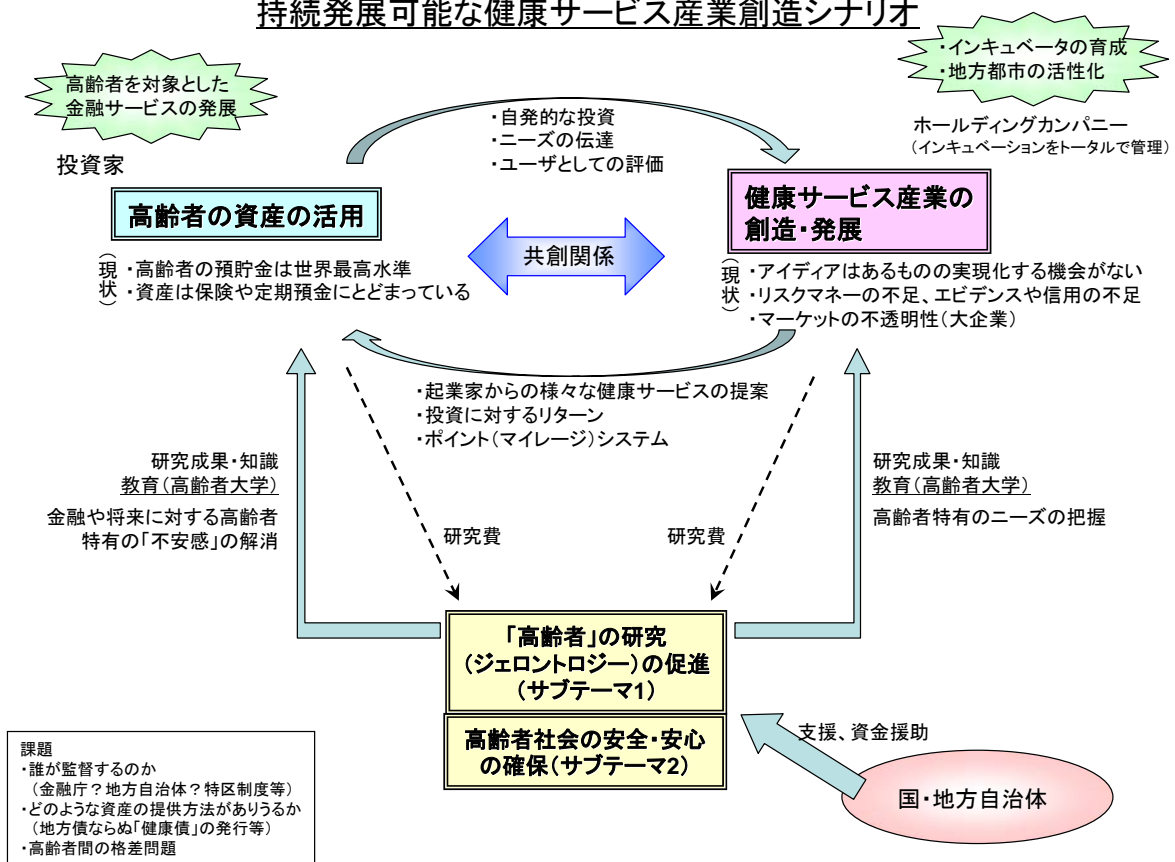 持続発展可能な健康サービス産業創造シナリオ
高齢者を対象とした
金融サービスの発展
・インキュベータの育成
・地方都市の活性化
投資家
ホールディングカンパニー
(インキュベーションをトータルで管理)
・自発的な投資
・ニーズの伝達
・ユーザとしての評価
高齢者の資産の活用
健康サービス産業の
創造・発展
共創関係
(現状)
・高齢者の預貯金は世界最高水準
・資産は保険や定期預金にとどまっている
(現状)
・アイディアはあるものの実現化する機会がない
・リスクマネーの不足、エビデンスや信用の不足
・マーケットの不透明性(大企業)
・起業家からの様々な健康サービスの提案
・投資に対するリターン
・ポイント(マイレージ)システム
研究成果・知識
教育(高齢者大学)
金融や将来に対する高齢者
特有の「不安感」の解消
研究成果・知識
教育(高齢者大学)
高齢者特有のニーズの把握
研究費
研究費
「高齢者」の研究
(ジェロントロジー)の促進
(サブテーマ1)
高齢者社会の安全・安心
の確保(サブテーマ2)
支援、資金援助
国・地方自治体
課題
・誰が監督するのか
(金融庁?地方自治体?特区制度等)
・どのような資産の提供方法がありうるか
(地方債ならぬ「健康債」の発行等)
・高齢者間の格差問題